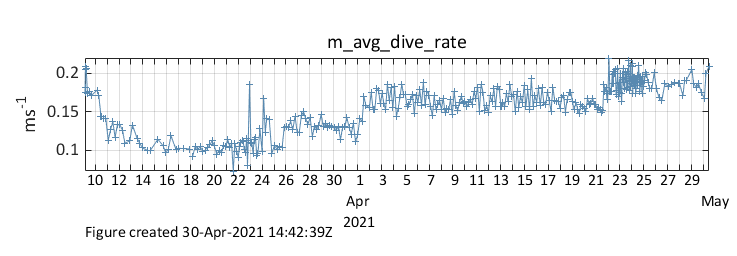 m_avg_dive_rate
0.2
0.15
0.1
ms⁻¹
10 12 14 16 18 20 22 24 26 28 30 1 3 5 7 9 11 13 15 17 19 21 23 25 27 29
Apr May
2021
Figure created 30-Apr-2021 14:42:39Z